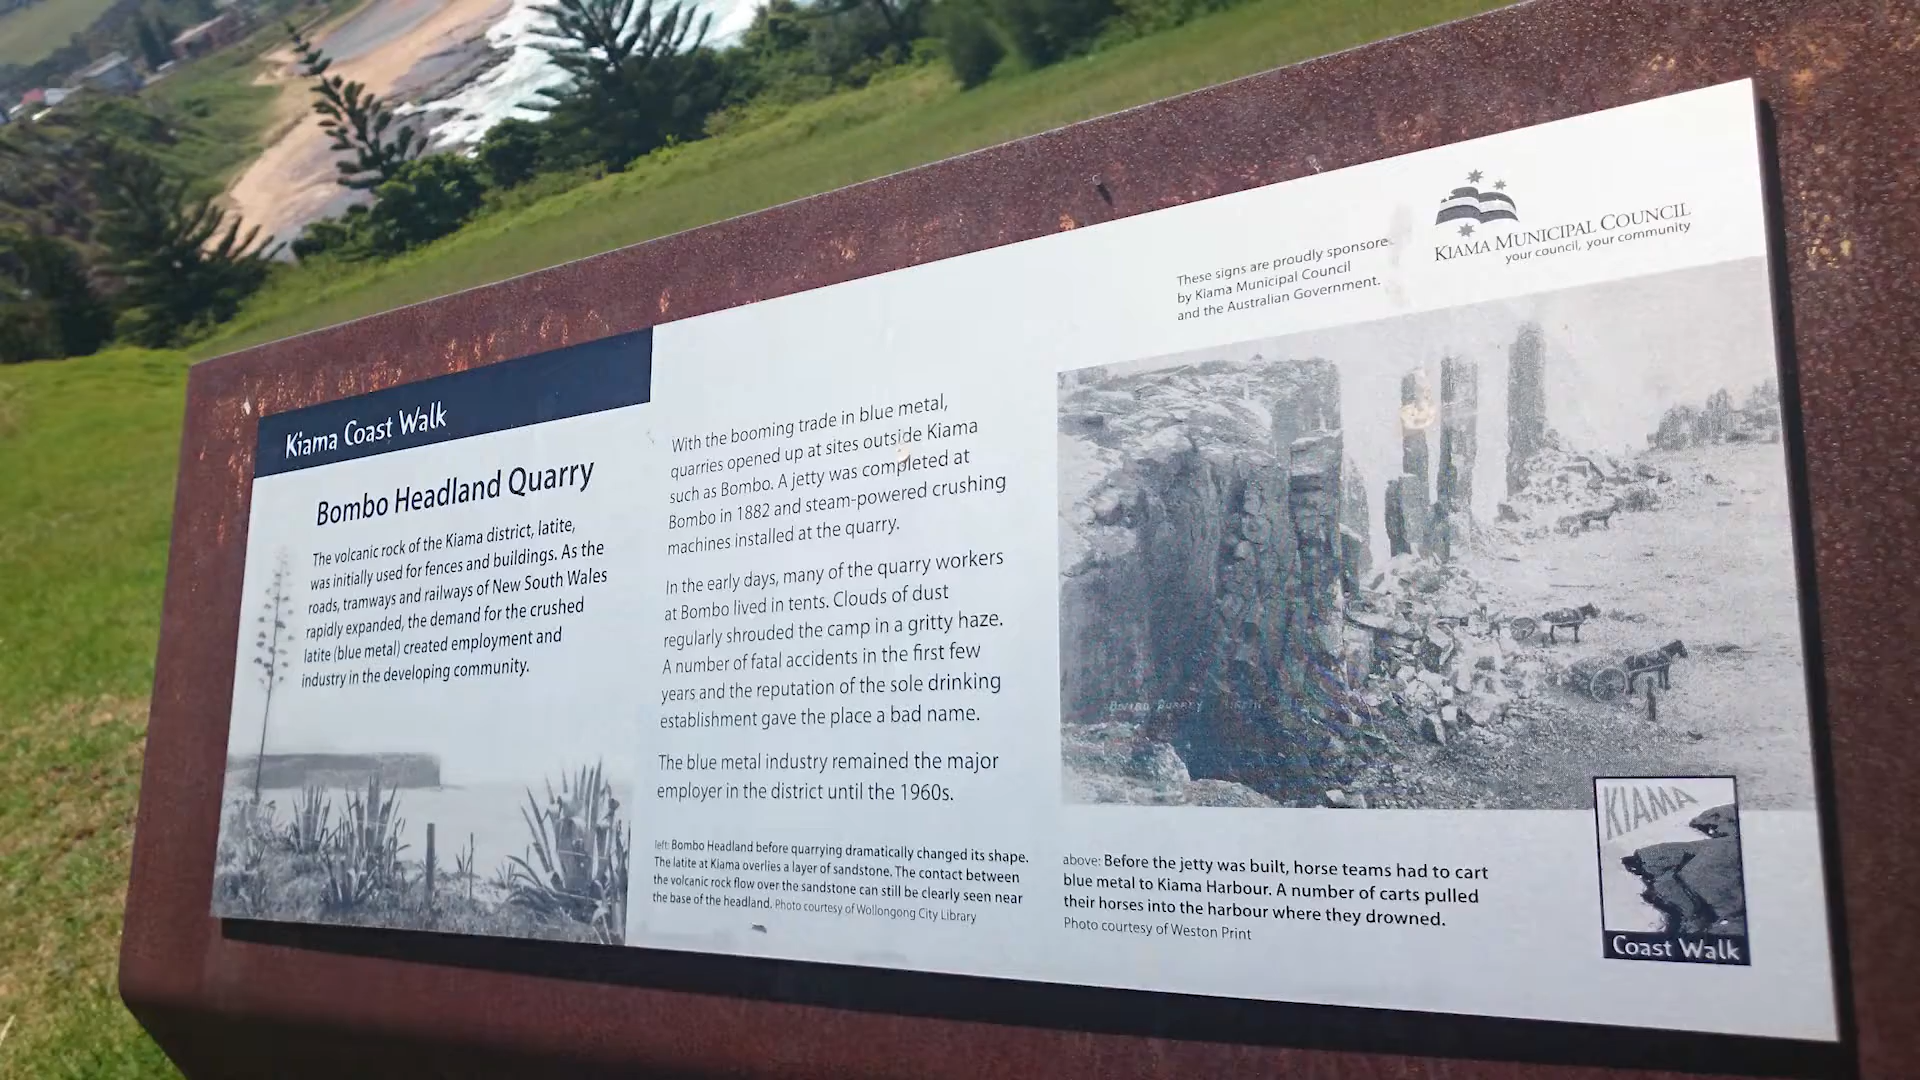 Kiama Coast Walk
Bombo Headland Quarry
The volcanic rock of the Kiama district, latite,
was initially used for fences and buildings. As the
roads, tramways and railways of New South Wales
rapidly expanded, the demand for the crushed
latite (blue metal) created employment and
industry in the developing community.
With the booming trade in blue metal,
quarries opened up at sites outside Kiama
such as Bombo. A jetty was completed at
Bombo in 1882 and steam-powered crushing
machines installed at the quarry.
In the early days, many of the quarry workers
at Bombo lived in tents. Clouds of dust
regularly shrouded the camp in a gritty haze.
A number of fatal accidents in the first few
years and the reputation of the sole drinking
establishment gave the place a bad name.
The blue metal industry remained the major
employer in the district until the 1960s.
left: Bombo Headland before quarrying dramatically changed its shape.
The latite at Kiama overlies a layer of sandstone. The contact between
the volcanic rock flow over the sandstone can still be clearly seen near
the base of the headland. Photo courtesy of Wollongong City Library
These signs are proudly sponsore
by Kiama Municipal Council
and the Australian Government.
KIAMA MUNICIPAL COUNCIL
your council, your community
BOMBO QUARRY
above: Before the jetty was built, horse teams had to cart
blue metal to Kiama Harbour. A number of carts pulled
their horses into the harbour where they drowned.
Photo courtesy of Weston Print
KIAMA
Coast Walk